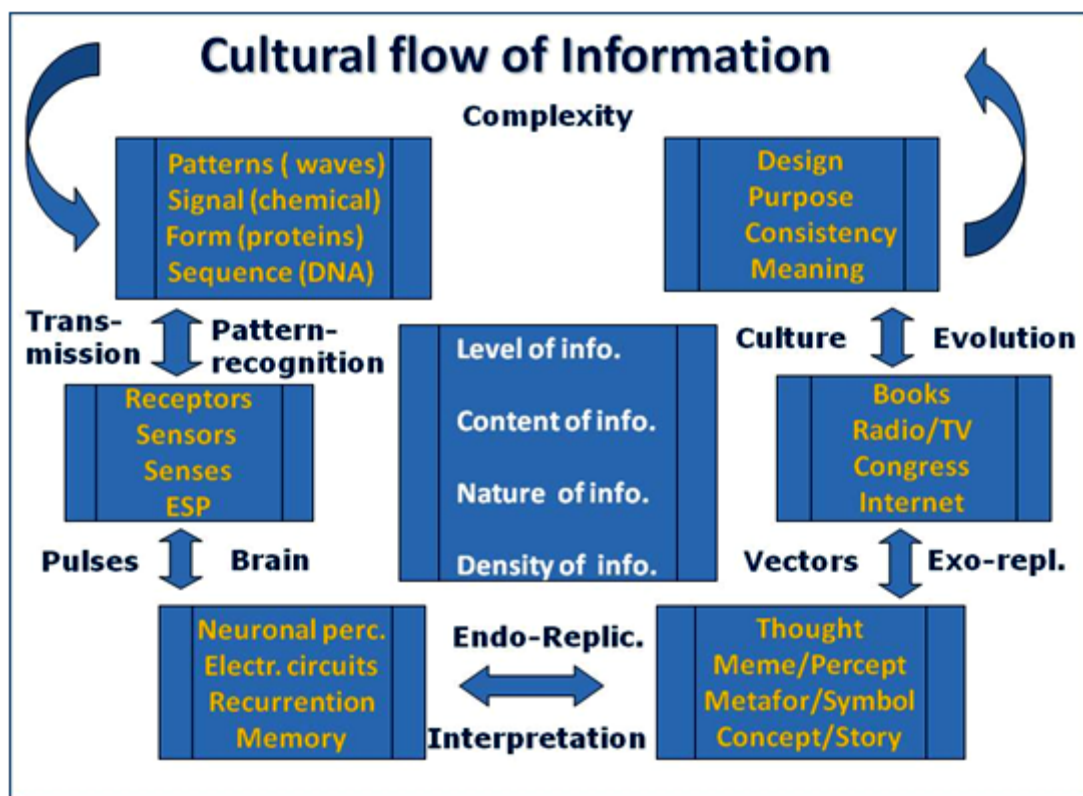 Cultural flow of Information
Complexity
Patterns ( waves)
Signal (chemical)
Form (proteins)
Sequence (DNA)
Design
Purpose
Consistency
Meaning
Trans-
mission
Pattern-
recognition
Level of info.
Content of info.
Nature of info.
Density of info.
Culture
Evolution
Receptors
Sensors
Senses
ESP
Books
Radio/TV
Congress
Internet
Pulses
Brain
Vectors
Exo-repl.
Neuronal perc.
Electr. circuits
Recurrention
Memory
Endo-Replic.
Interpretation
Thought
Meme/Percept
Metafor/Symbol
Concept/Story